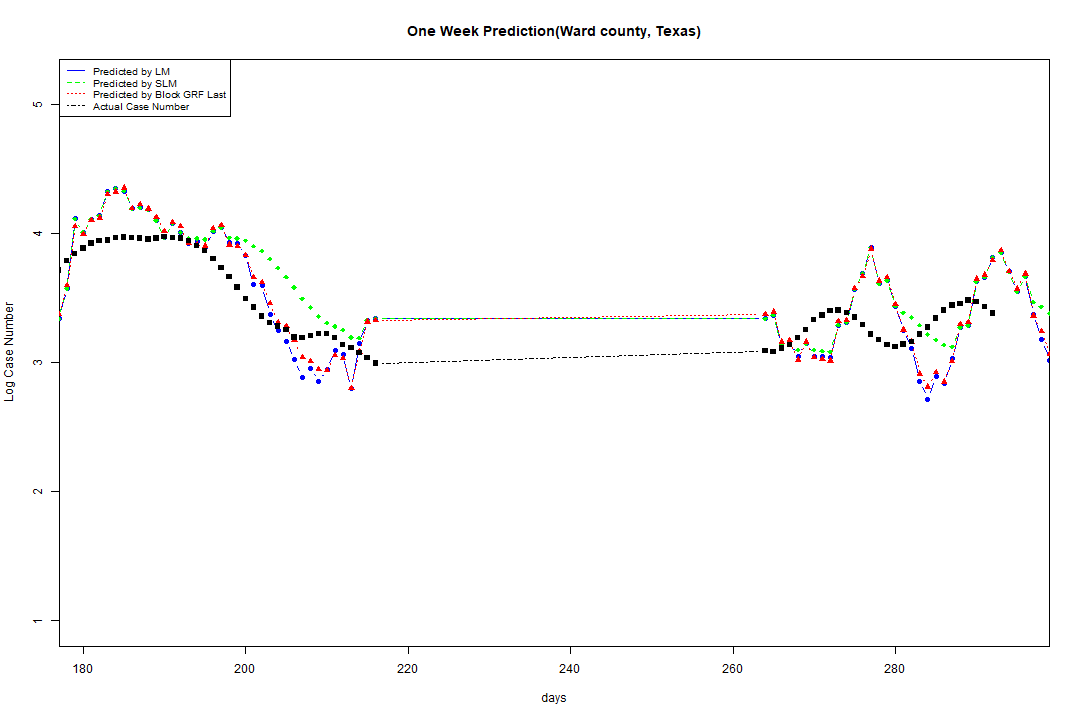 One Week Prediction(Ward county, Texas)
Predicted by LM
Predicted by SLM
Predicted by Block GRF Last
Actual Case Number
5
4
3
2
1
Log Case Number
180 200 220 240 260 280
days